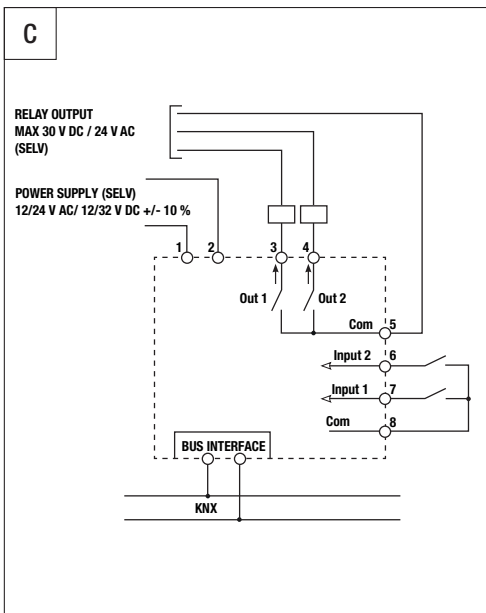 C
RELAY OUTPUT
MAX 30 V DC / 24 V AC
(SELV)
POWER SUPPLY (SELV)
12/24 V AC/ 12/32 V DC +/- 10 %
1 2 3 4
Out 1 Out 2
Com 5
Input 2 6
Input 1 7
Com 8
BUS INTERFACE
KNX